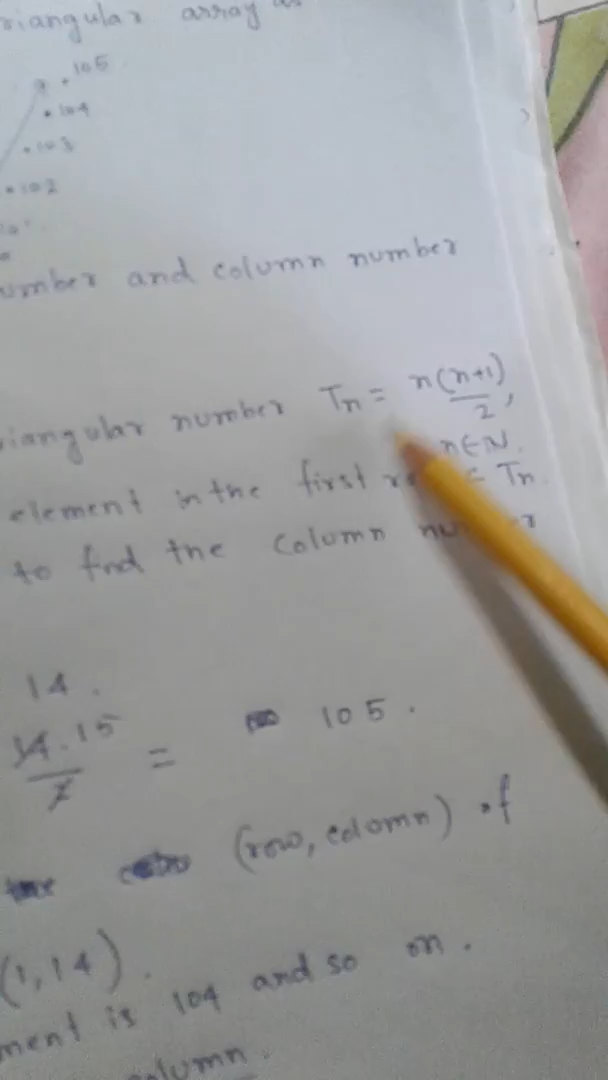 riangular array as
. 105
. 104
. 103
. 102
umber and column number
riangular number Tn = n(n+1)/2,
n∈N.
element in the first = Tn.
to find the column
14.
14.15/2 = 105.
(row, column) of
(1,14).
ment is 104 and so on.
column